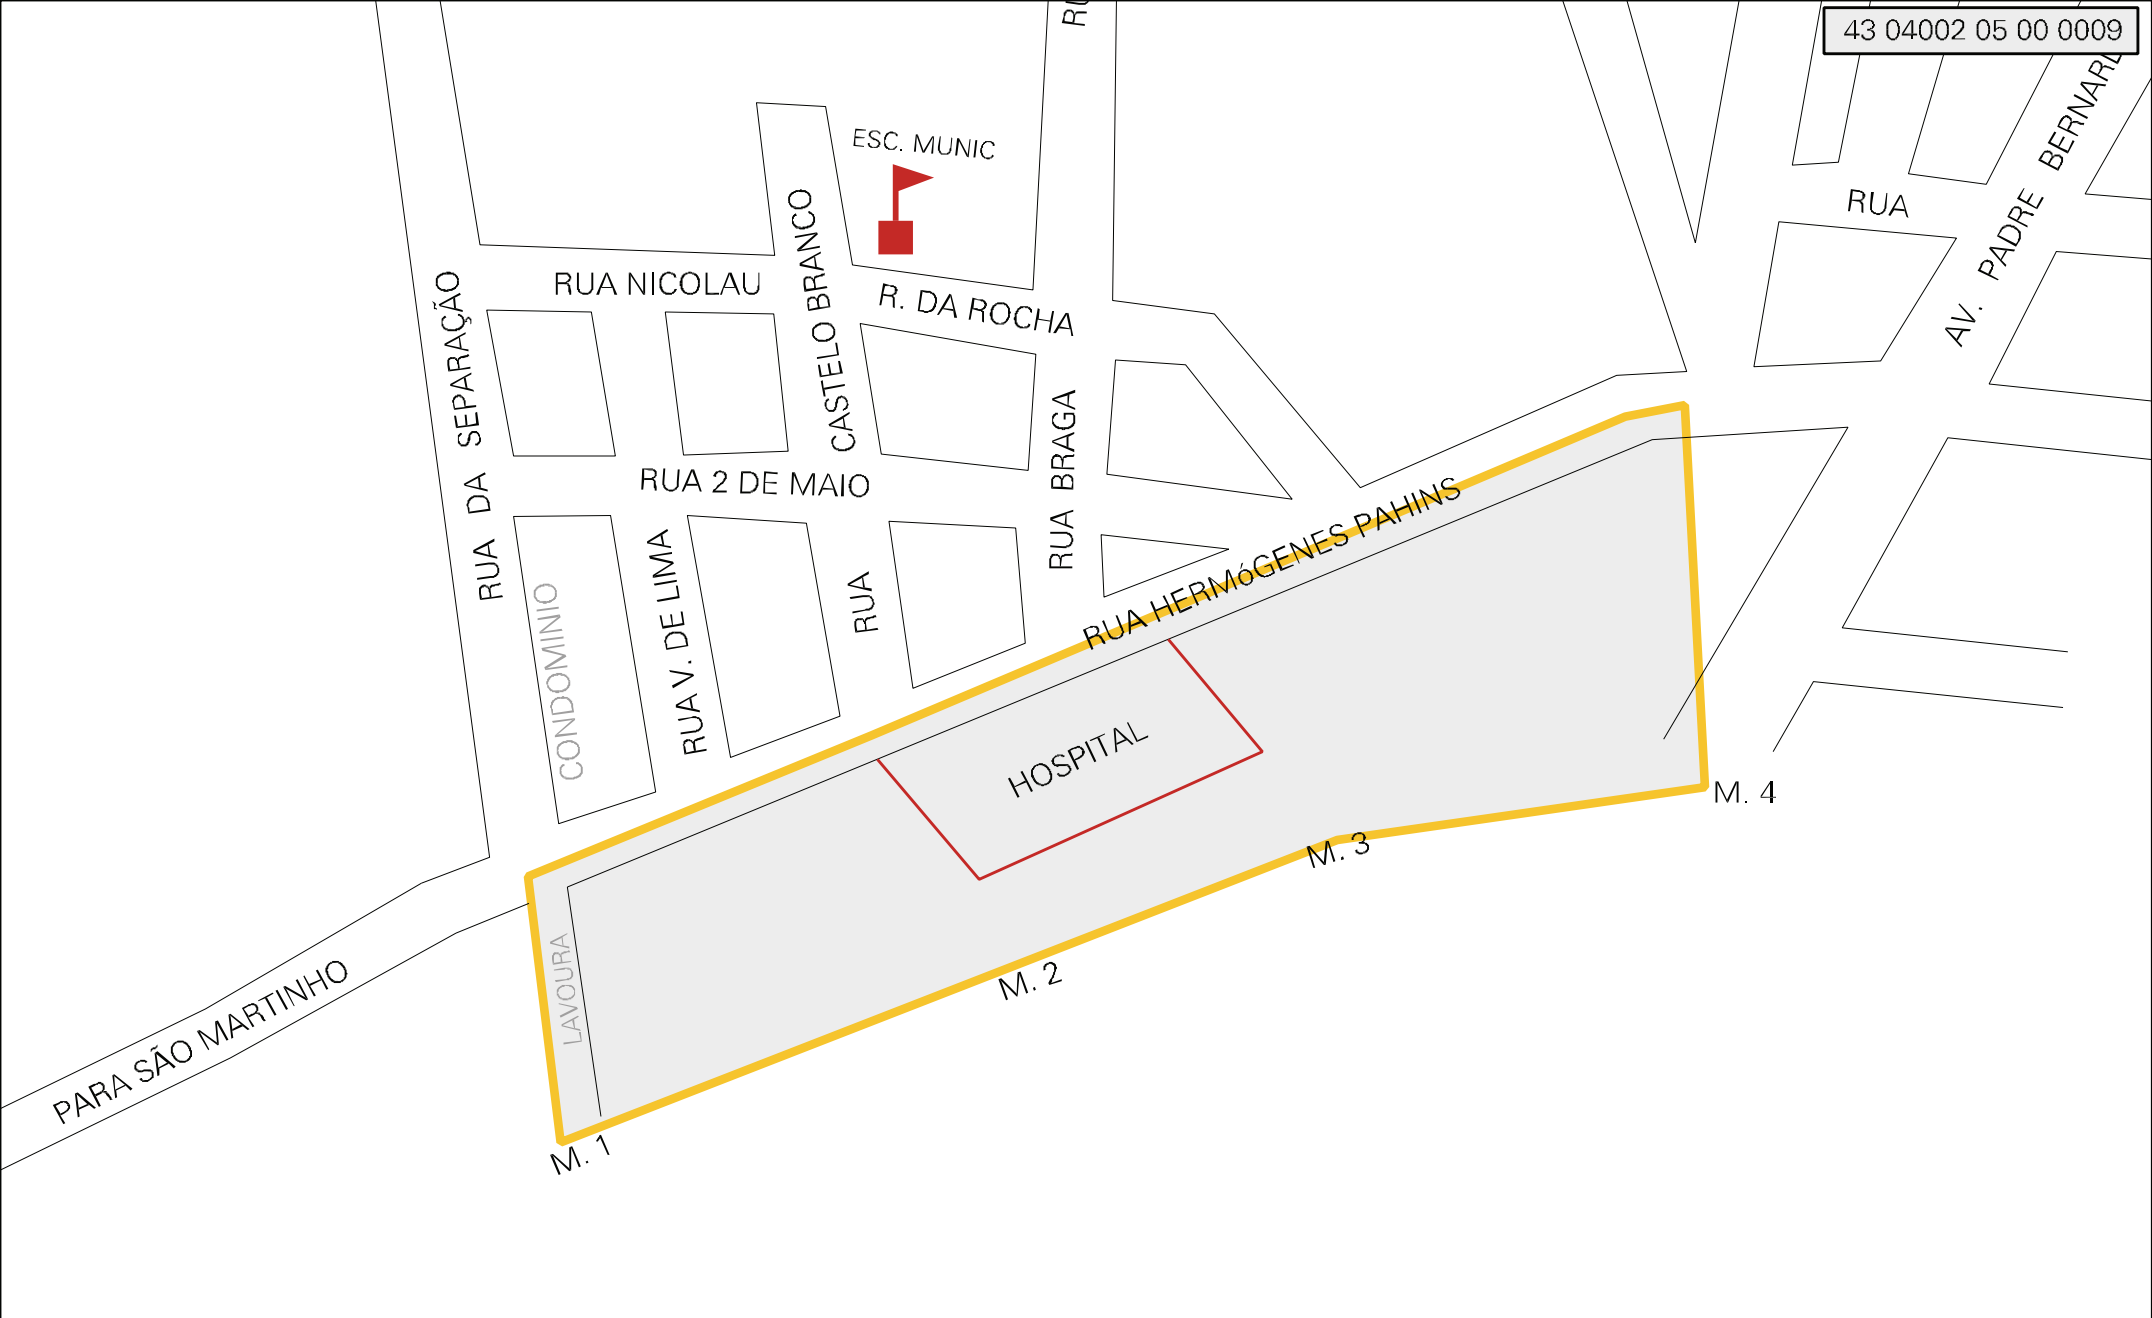 RU
43 04002 05 00 0009
ESC. MUNIC
RUA
AV. PADRE BERNARD
RUA NICOLAU
R. DA ROCHA
CASTELO BRANCO
RUA DA SEPARAÇÃO
RUA BRAGA
RUA 2 DE MAIO
RUA HERMóGENES PAHINS
CONDOMINIO
RUA V. DE LIMA
RUA
HOSPITAL
M. 4
M. 3
LAVOURA
M. 2
PARA SÃO MARTINHO
M. 1